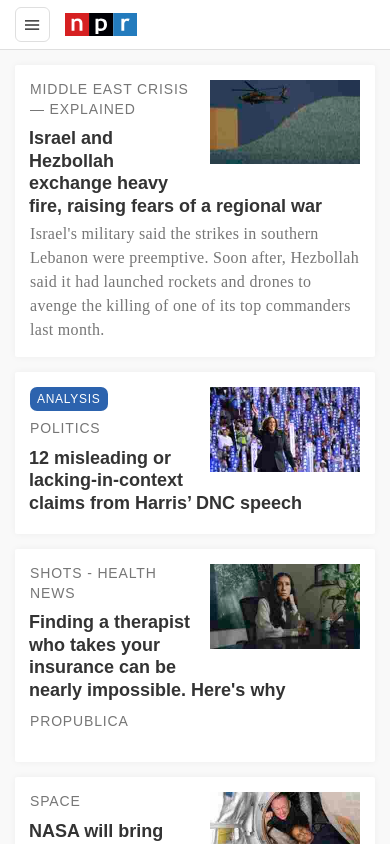 npr
MIDDLE EAST CRISIS
— EXPLAINED
Israel and
Hezbollah
exchange heavy
fire, raising fears of a regional war
Israel's military said the strikes in southern
Lebanon were preemptive. Soon after, Hezbollah
said it had launched rockets and drones to
avenge the killing of one of its top commanders
last month.
ANALYSIS
POLITICS
12 misleading or
lacking-in-context
claims from Harris’ DNC speech
SHOTS - HEALTH
NEWS
Finding a therapist
who takes your
insurance can be
nearly impossible. Here's why
PROPUBLICA
SPACE
NASA will bring